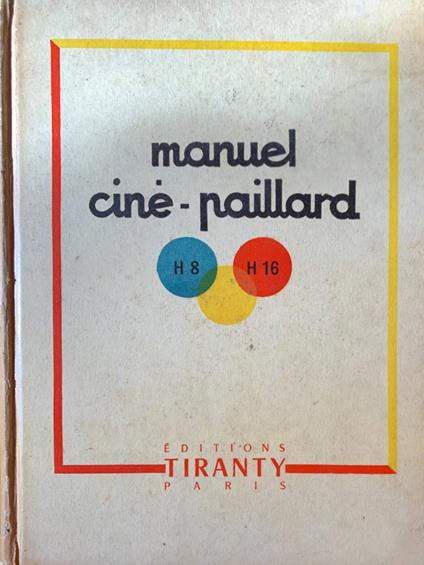 manuel
ciné-paillard
H 8 H 16
ÉDITIONS
TIRANTY
PARIS